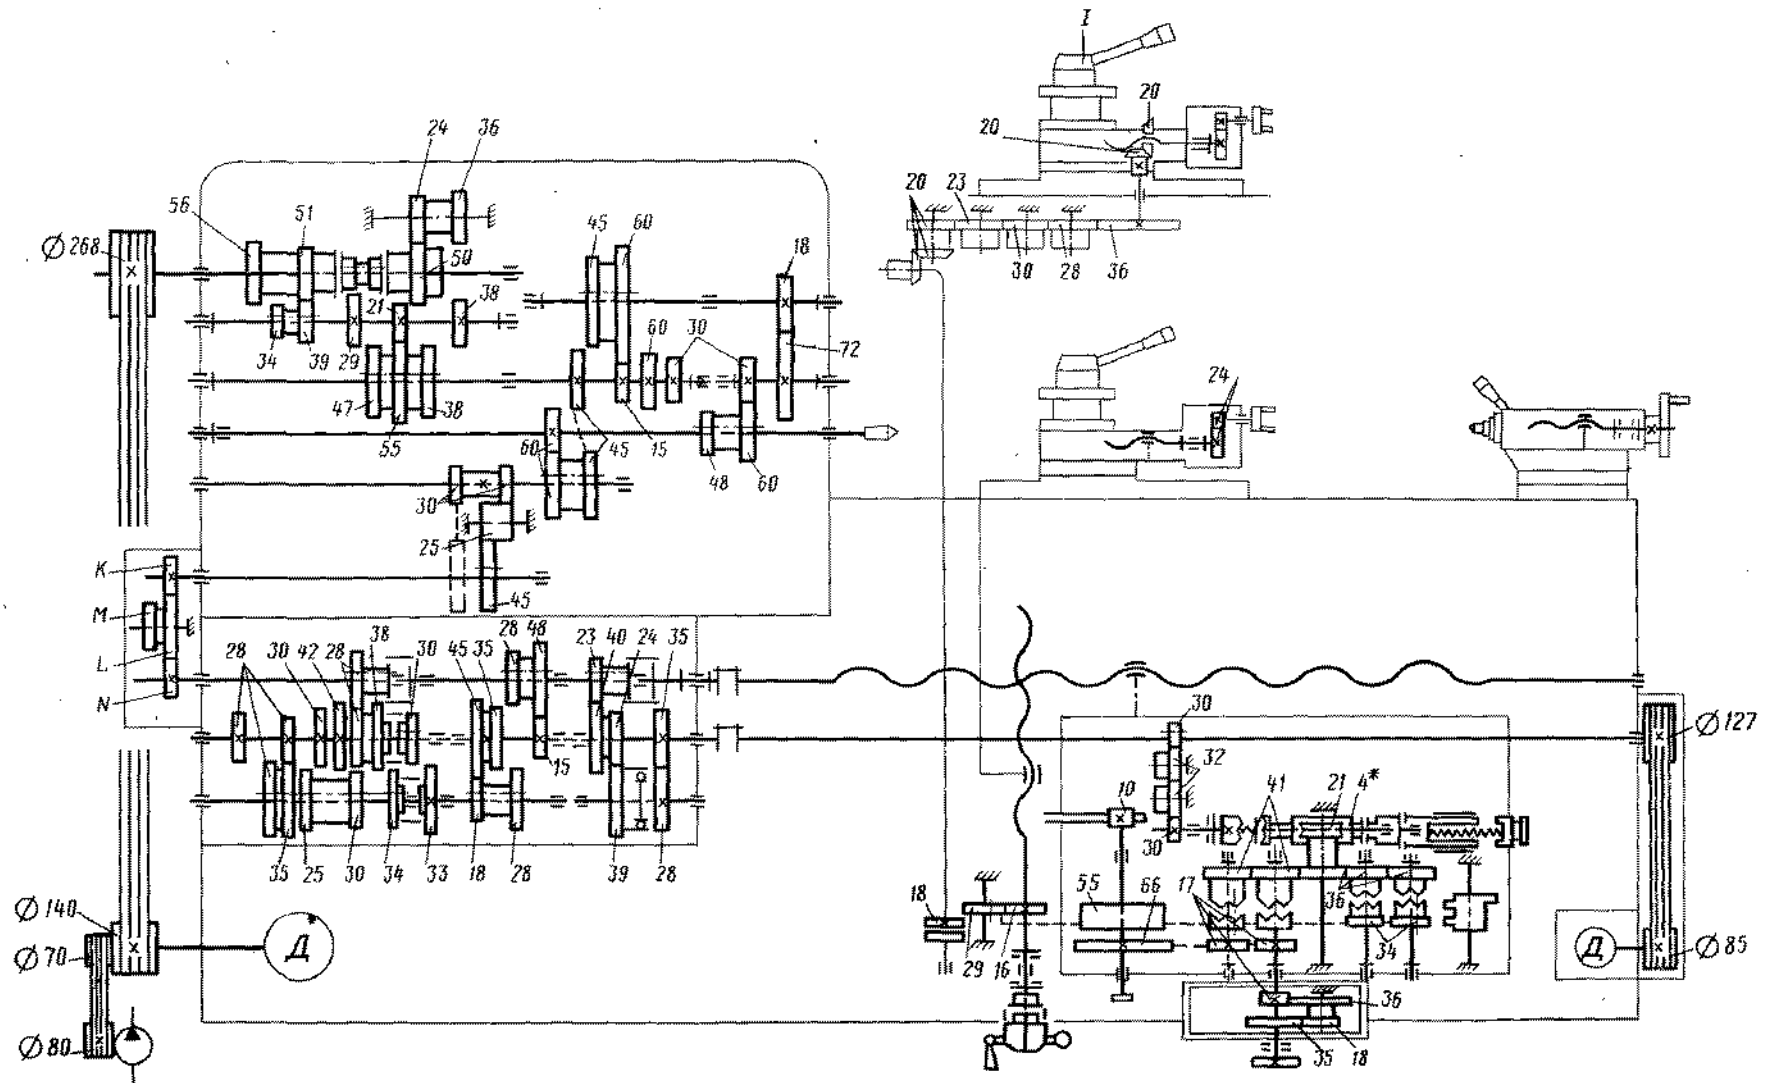 I
20
20
24 36
20 23
56 51 45 60
Ø268
18
50
30 28 36
21 38
60 30
34 39 29 72
24
47 38
55 60 45 15 48 60
30
25
K
45
M
28 48 23 40 24 35
28 30 42 28 38 30 45 35
L
N
30
Ø127
32
15
10 41 21 4*
30
35 25 30 34 33 18 28 39 28
55 66 17 36
Ø140
18
Д*
34
Д
Ø70
29 16
Ø85
36
Ø80
35 18